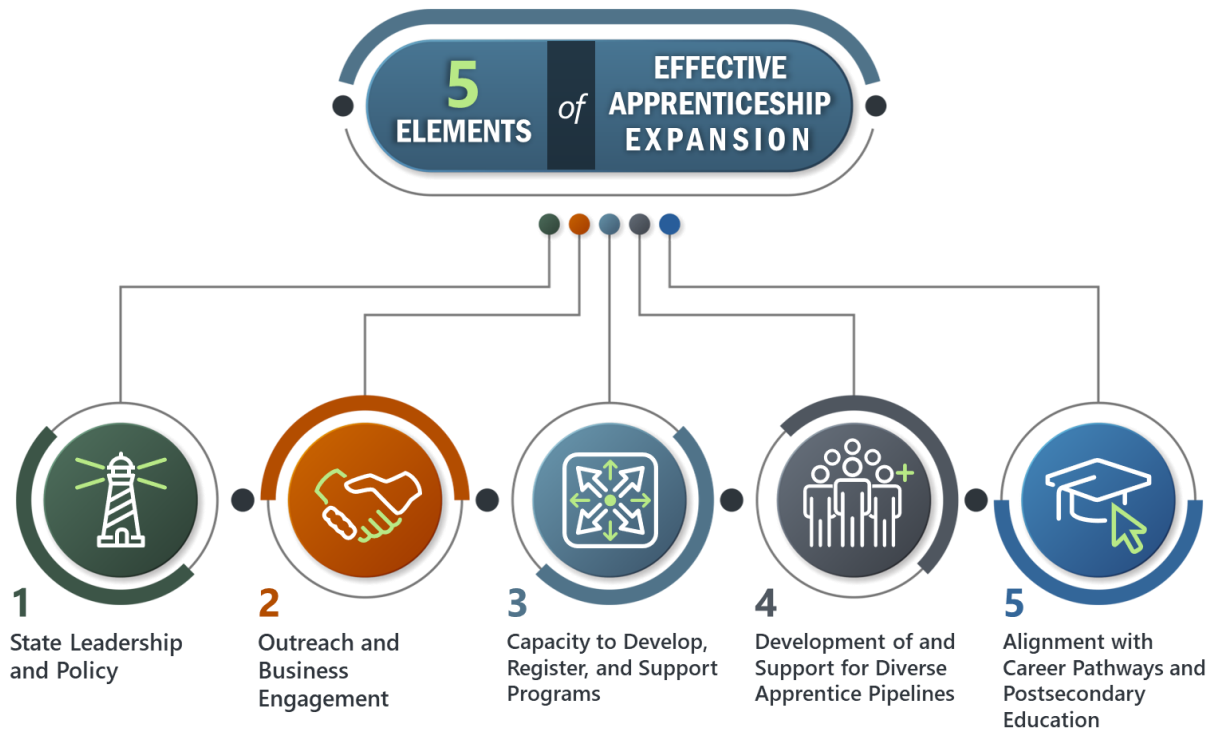 5
ELEMENTS
of
EFFECTIVE
APPRENTICESHIP
EXPANSION
1
State Leadership
and Policy
2
Outreach and
Business
Engagement
3
Capacity to Develop,
Register, and Support
Programs
4
Development of and
Support for Diverse
Apprentice Pipelines
5
Alignment with
Career Pathways and
Postsecondary
Education